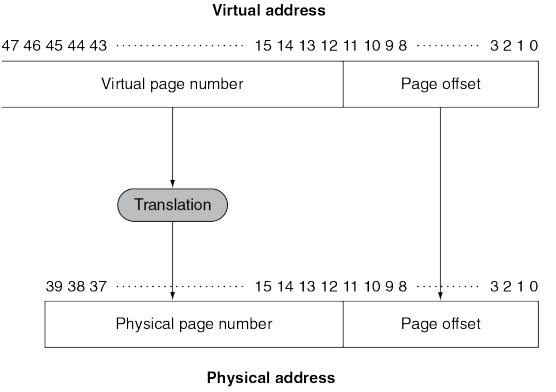 Virtual address
47 46 45 44 43 ························ 15 14 13 12 11 10 9 8 ··········· 3 2 1 0
Virtual page number Page offset
Translation
39 38 37 ························ 15 14 13 12 11 10 9 8 ··········· 3 2 1 0
Physical page number Page offset
Physical address